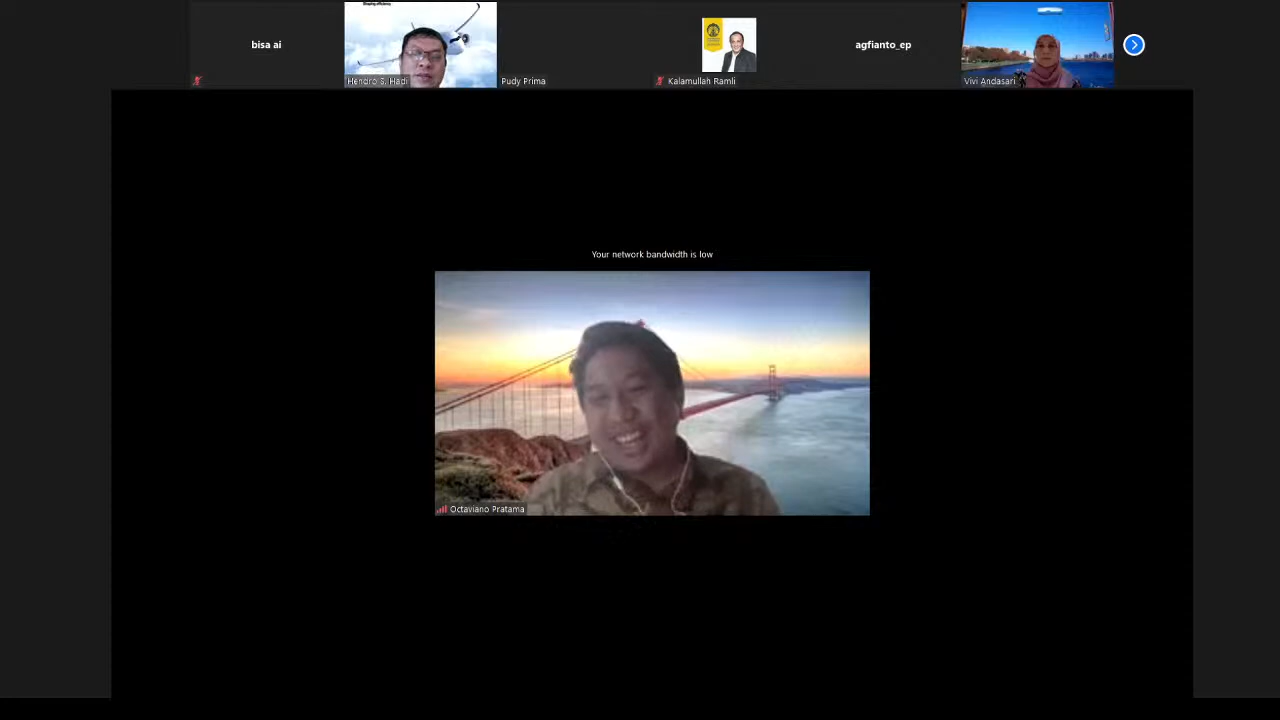 bisa ai
Hendro S. Hadi
Pudy Prima
Kalamullah Ramli
agfianto_ep
Vivi Andasari
Your network bandwidth is low
Octaviano Pratama